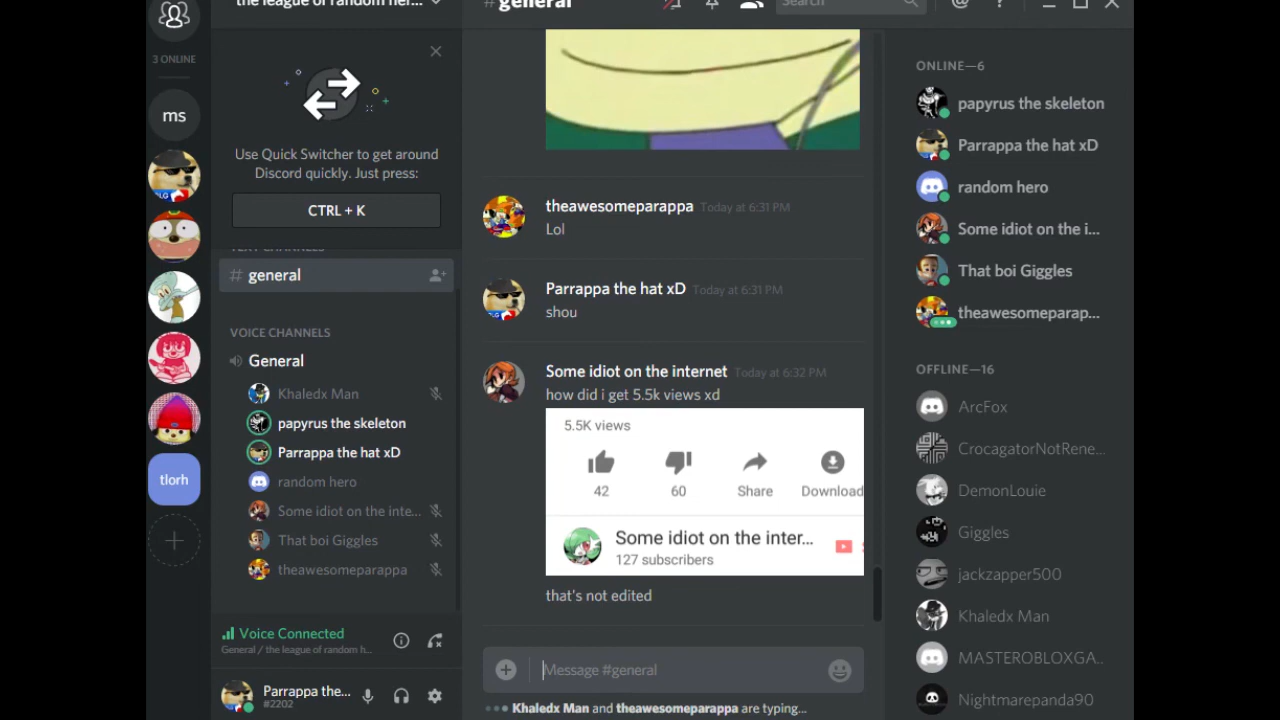 3 ONLINE
ms
tlorh
the league of random her...
Use Quick Switcher to get around
Discord quickly. Just press:
CTRL + K
TEXT CHANNELS
# general
VOICE CHANNELS
General
Khaledx Man
papyrus the skeleton
Parrappa the hat xD
random hero
Some idiot on the inte...
That boi Giggles
theawesomeparappa
Voice Connected
General / the league of random h...
Parrappa the...
#2202
# general
Search
theawesomeparappa Today at 6:31 PM
Lol
Parrappa the hat xD Today at 6:31 PM
shou
Some idiot on the internet Today at 6:32 PM
how did i get 5.5k views xd
5.5K views
42 60 Share Download
Some idiot on the inter...
127 subscribers
that's not edited
Message #general
Khaledx Man and theawesomeparappa are typing...
ONLINE—6
papyrus the skeleton
Parrappa the hat xD
random hero
Some idiot on the i...
That boi Giggles
theawesomeparap...
OFFLINE—16
ArcFox
CrocagatorNotRene...
DemonLouie
Giggles
jackzapper500
Khaledx Man
MASTEROBLOXGA...
Nightmarepanda90